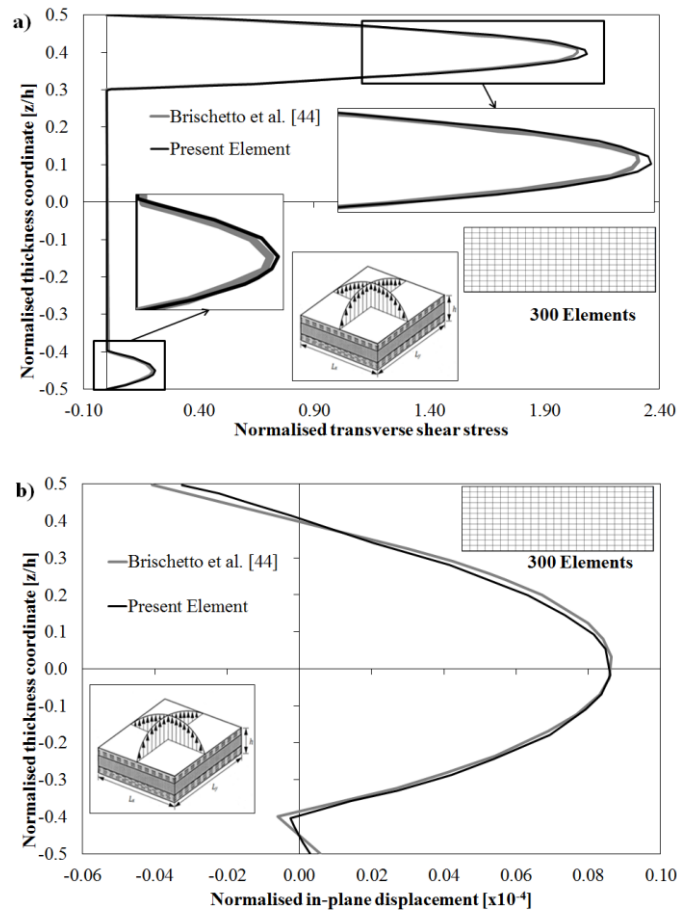 a)
Normalised thickness coordinate [z/h]
0.5
0.4
0.3
0.2
0.1
0.0
-0.1
-0.2
-0.3
-0.4
-0.5
Brischetto et al. [44]
Present Element
300 Elements
h
-0.10
0.40
0.90
1.40
1.90
2.40
Normalised transverse shear stress
b)
Normalised thickness coordinate [z/h]
0.5
0.4
0.3
0.2
0.1
0.0
-0.1
-0.2
-0.3
-0.4
-0.5
Brischetto et al. [44]
Present Element
300 Elements
h
-0.06
-0.04
-0.02
0.00
0.02
0.04
0.06
0.08
0.10
Normalised in-plane displacement [x10⁻⁴]